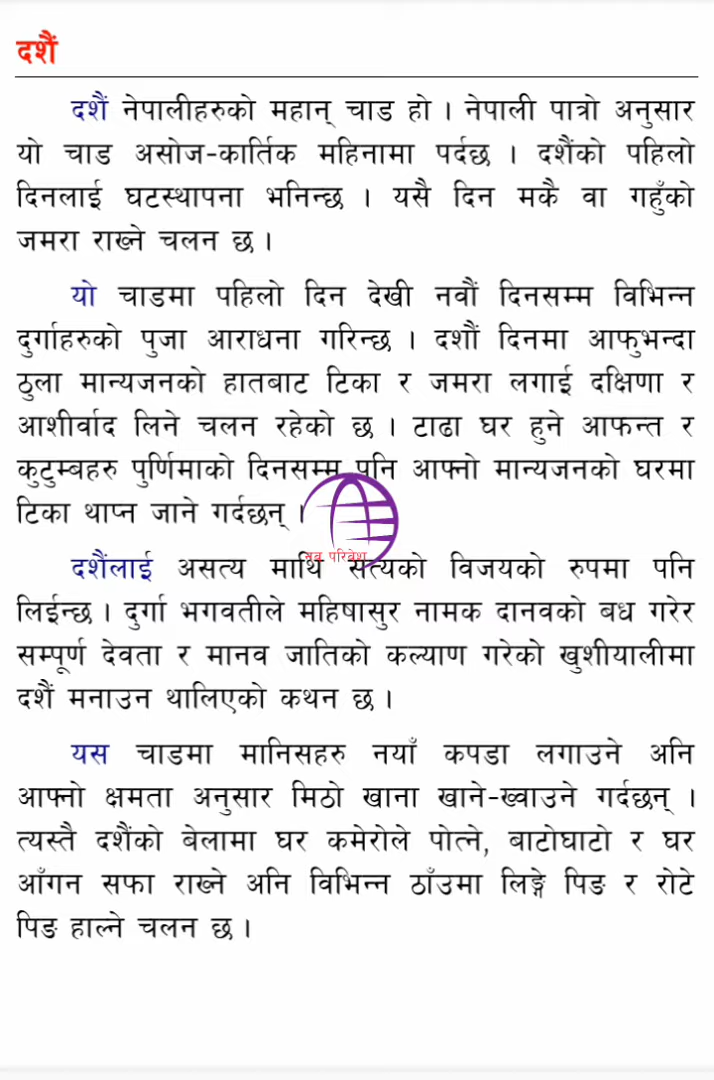 दशैं
दशैं नेपालीहरुको महान् चाड हो । नेपाली पात्रो अनुसार
यो चाड असोज-कार्तिक महिनामा पर्दछ । दशैंको पहिलो
दिनलाई घटस्थापना भनिन्छ । यसै दिन मकै वा गहुँको
जमरा राख्ने चलन छ ।
यो चाडमा पहिलो दिन देखी नवौं दिनसम्म विभिन्न
दुर्गाहरुको पुजा आराधना गरिन्छ । दशौं दिनमा आफुभन्दा
ठुला मान्यजनको हातबाट टिका र जमरा लगाई दक्षिणा र
आशीर्वाद लिने चलन रहेको छ । टाढा घर हुने आफन्त र
कुटुम्बहरु पुर्णिमाको दिनसम्म पनि आफ्नो मान्यजनको घरमा
टिका थाप्न जाने गर्दछन् ।
नव परिवेश
दशैंलाई असत्य माथि सत्यको विजयको रुपमा पनि
लिईन्छ । दुर्गा भगवतीले महिषासुर नामक दानवको बध गरेर
सम्पूर्ण देवता र मानव जातिको कल्याण गरेको खुशीयालीमा
दशैं मनाउन थालिएको कथन छ ।
यस चाडमा मानिसहरु नयाँ कपडा लगाउने अनि
आफ्नो क्षमता अनुसार मिठो खाना खाने-ख्वाउने गर्दछन् ।
त्यस्तै दशैंको बेलामा घर कमेरोले पोत्ने, बाटोघाटो र घर
आँगन सफा राख्ने अनि विभिन्न ठाँउमा लिङ्गे पिङ र रोटे
पिङ हाल्ने चलन छ ।